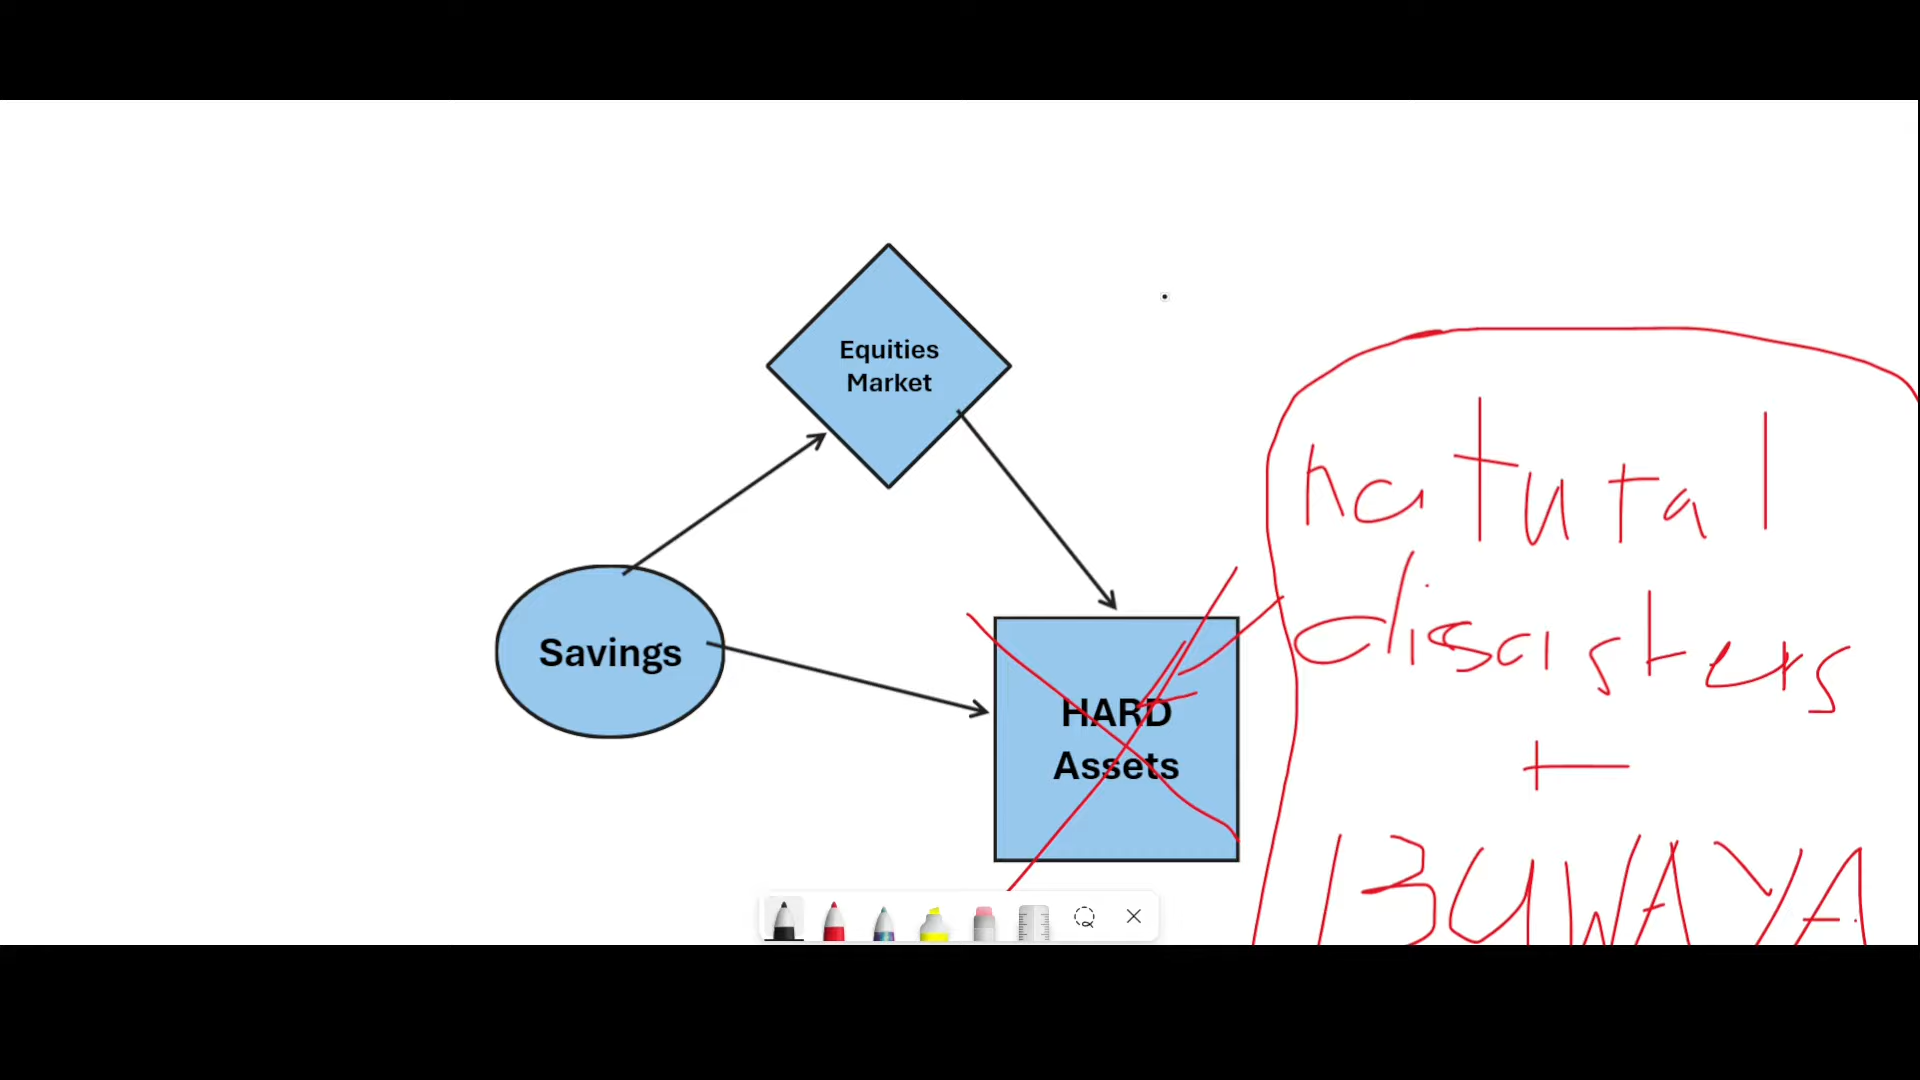 Equities
Market
Savings
HARD
Assets
natural
disasters
+
BUWAYA